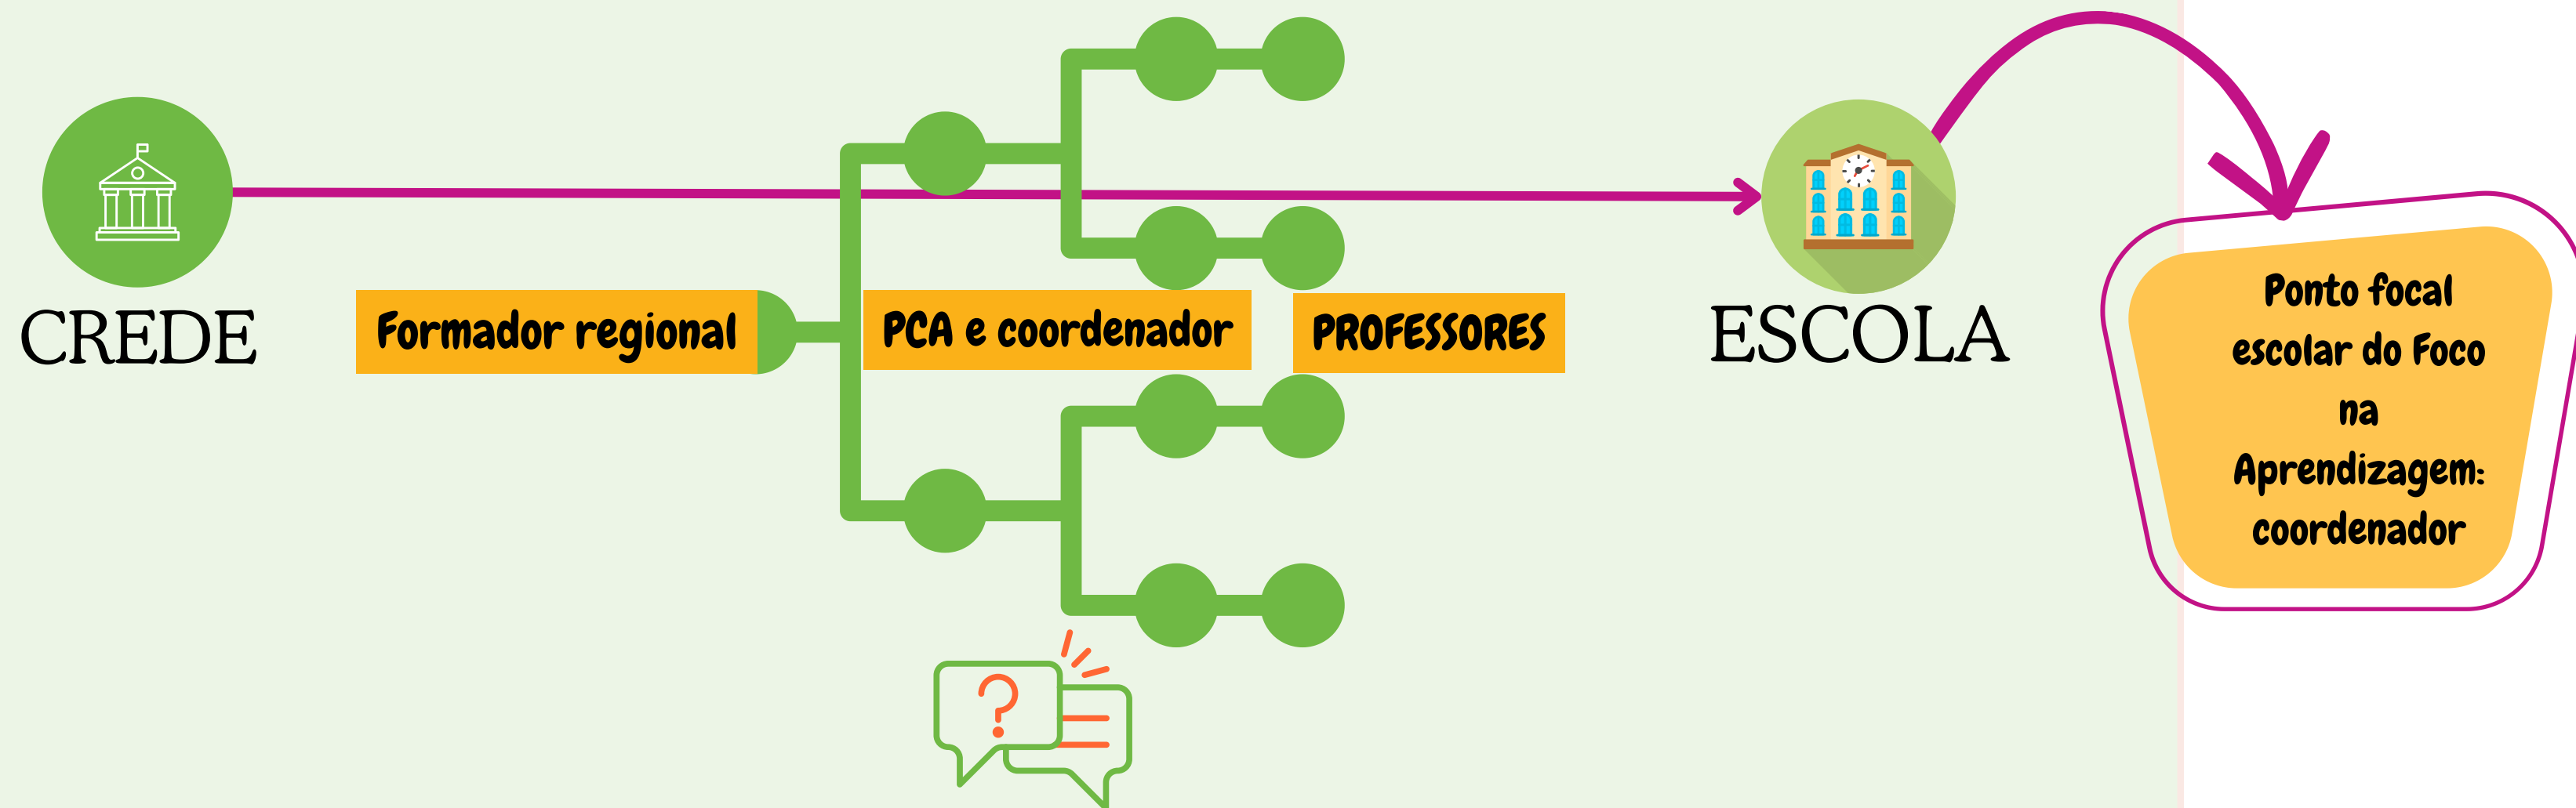 CREDE
Formador regional
PCA e coordenador
PROFESSORES
ESCOLA
Ponto focal
escolar do Foco
na
Aprendizagem:
coordenador
?